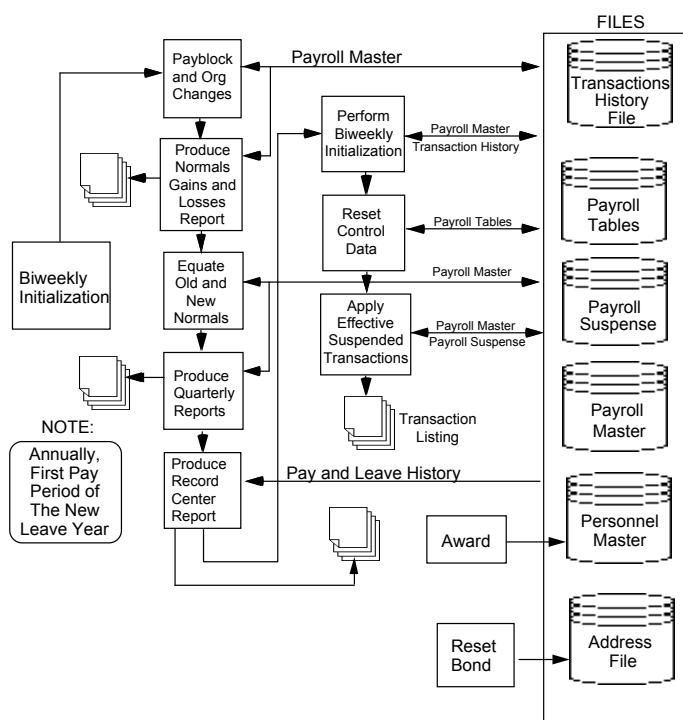 FILES
Payblock
and Org
Changes
Payroll Master
Transactions
History
File
Perform
Biweekly
Initialization
Payroll Master
Transaction History
Produce
Normals
Gains and
Losses
Report
Payroll
Tables
Reset
Control
Data
Payroll Tables
Biweekly
Initialization
Equate
Old and
New
Normals
Payroll Master
Payroll
Suspense
Apply
Effective
Suspended
Transactions
Payroll Master
Payroll Suspense
Produce
Quarterly
Reports
Payroll
Master
Transaction
Listing
NOTE:
Annually,
First Pay
Period of
The New
Leave Year
Produce
Record
Center
Report
Pay and Leave History
Personnel
Master
Award
Address
File
Reset
Bond